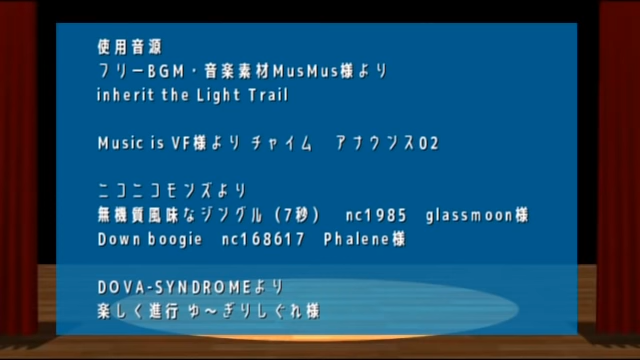 使用音源
フリーBGM・音楽素材MusMus様より
inherit the Light Trail
Music is VF様より チャイム　アナウンス02
ニコニコモンズより
無機質風味なジングル（7秒）　nc1985　glassmoon様
Down boogie　nc168617　Phalene様
DOVA-SYNDROMEより
楽しく進行 ゆ～ぎりしぐれ様